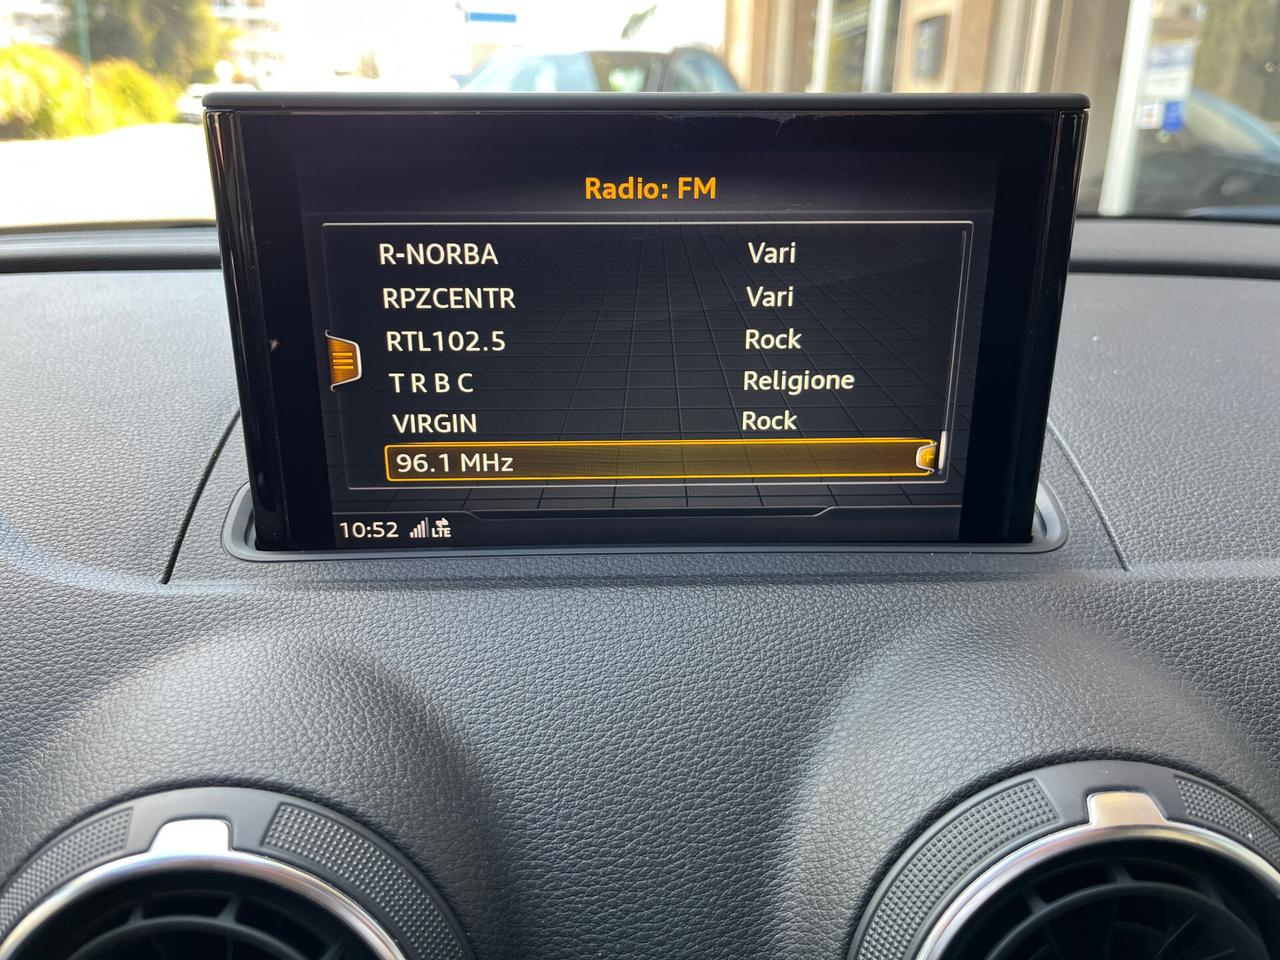 Radio: FM
R-NORBA Vari
RPZCENTR Vari
RTL102.5 Rock
T R B C Religione
VIRGIN Rock
96.1 MHz
10:52 LTE